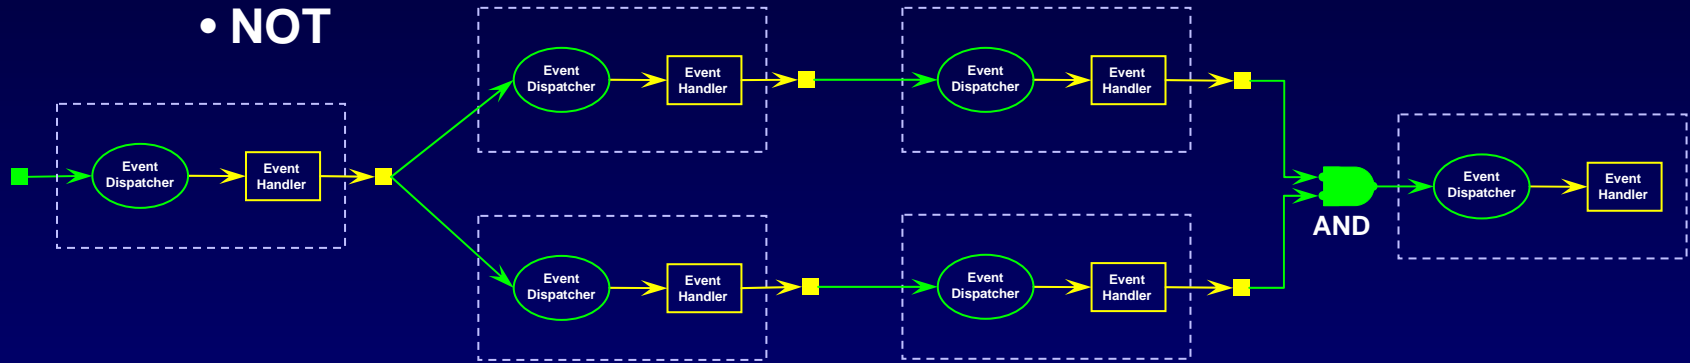 • NOT
Event
Dispatcher
Event
Handler
Event
Dispatcher
Event
Handler
Event
Dispatcher
Event
Handler
Event
Dispatcher
Event
Handler
Event
Dispatcher
Event
Handler
AND
Event
Dispatcher
Event
Handler